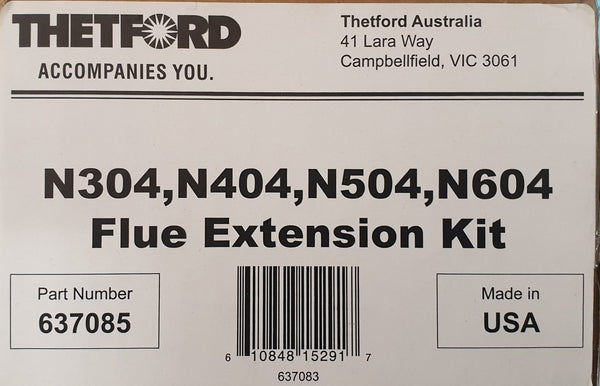 THETFORD
ACCOMPANIES YOU.
Thetford Australia
41 Lara Way
Campbellfield, VIC 3061
N304,N404,N504,N604
Flue Extension Kit
Part Number
637085
6 10848 15291 7
637083
Made in
USA